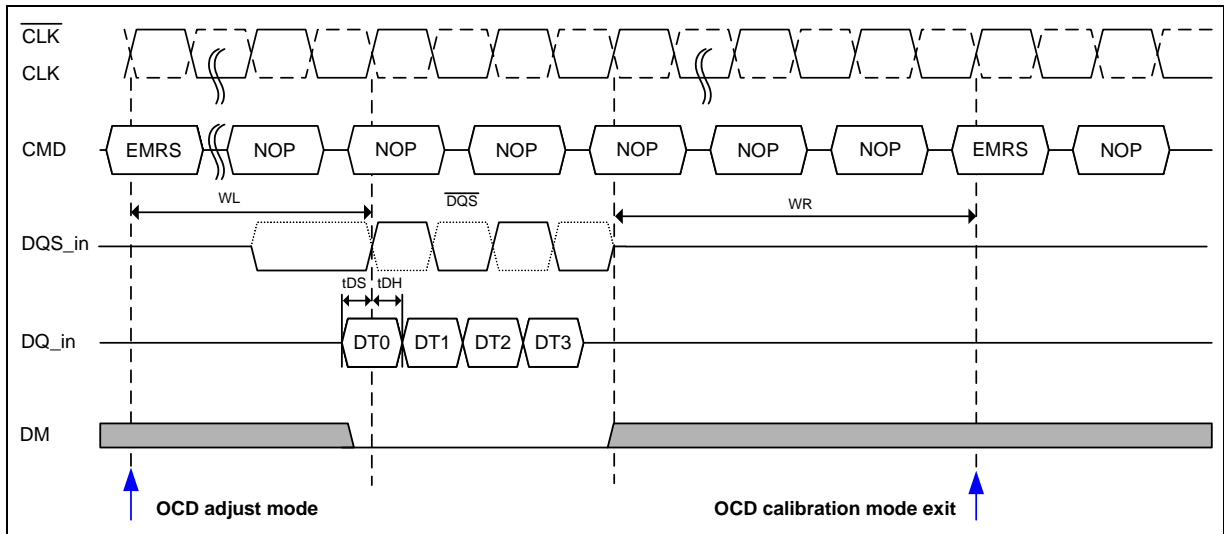 CLK
CLK
CMD
EMRS NOP NOP NOP NOP NOP NOP EMRS NOP
WL DQS WR
DQS_in
tDS tDH
DQ_in
DT0 DT1 DT2 DT3
DM
OCD adjust mode OCD calibration mode exit